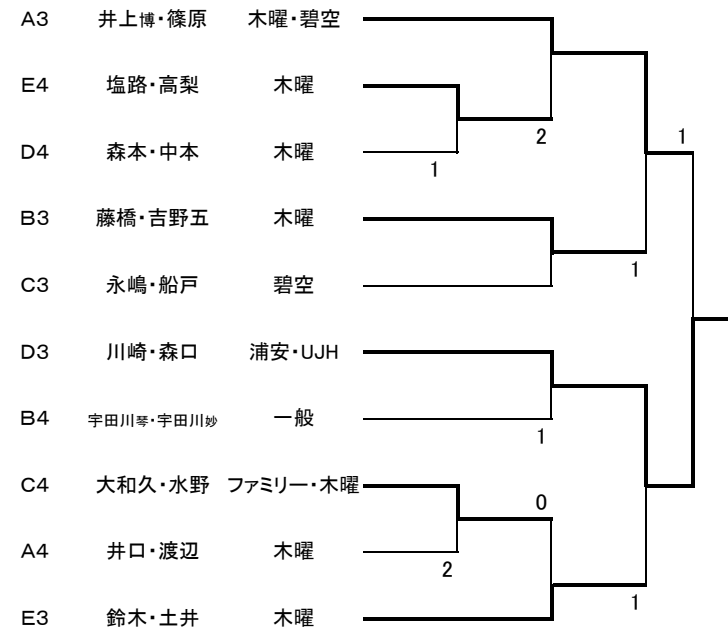 A3 井上博・篠原 木曜・碧空
E4 塩路・高梨 木曜
2
1
D4 森本・中本 木曜
1
B3 藤橋・吉野五 木曜
1
C3 永嶋・船戸 碧空
D3 川崎・森口 浦安・UJH
B4 宇田川琴・宇田川妙 一般
1
C4 大和久・水野 ファミリー・木曜
0
A4 井口・渡辺 木曜
2
1
E3 鈴木・土井 木曜